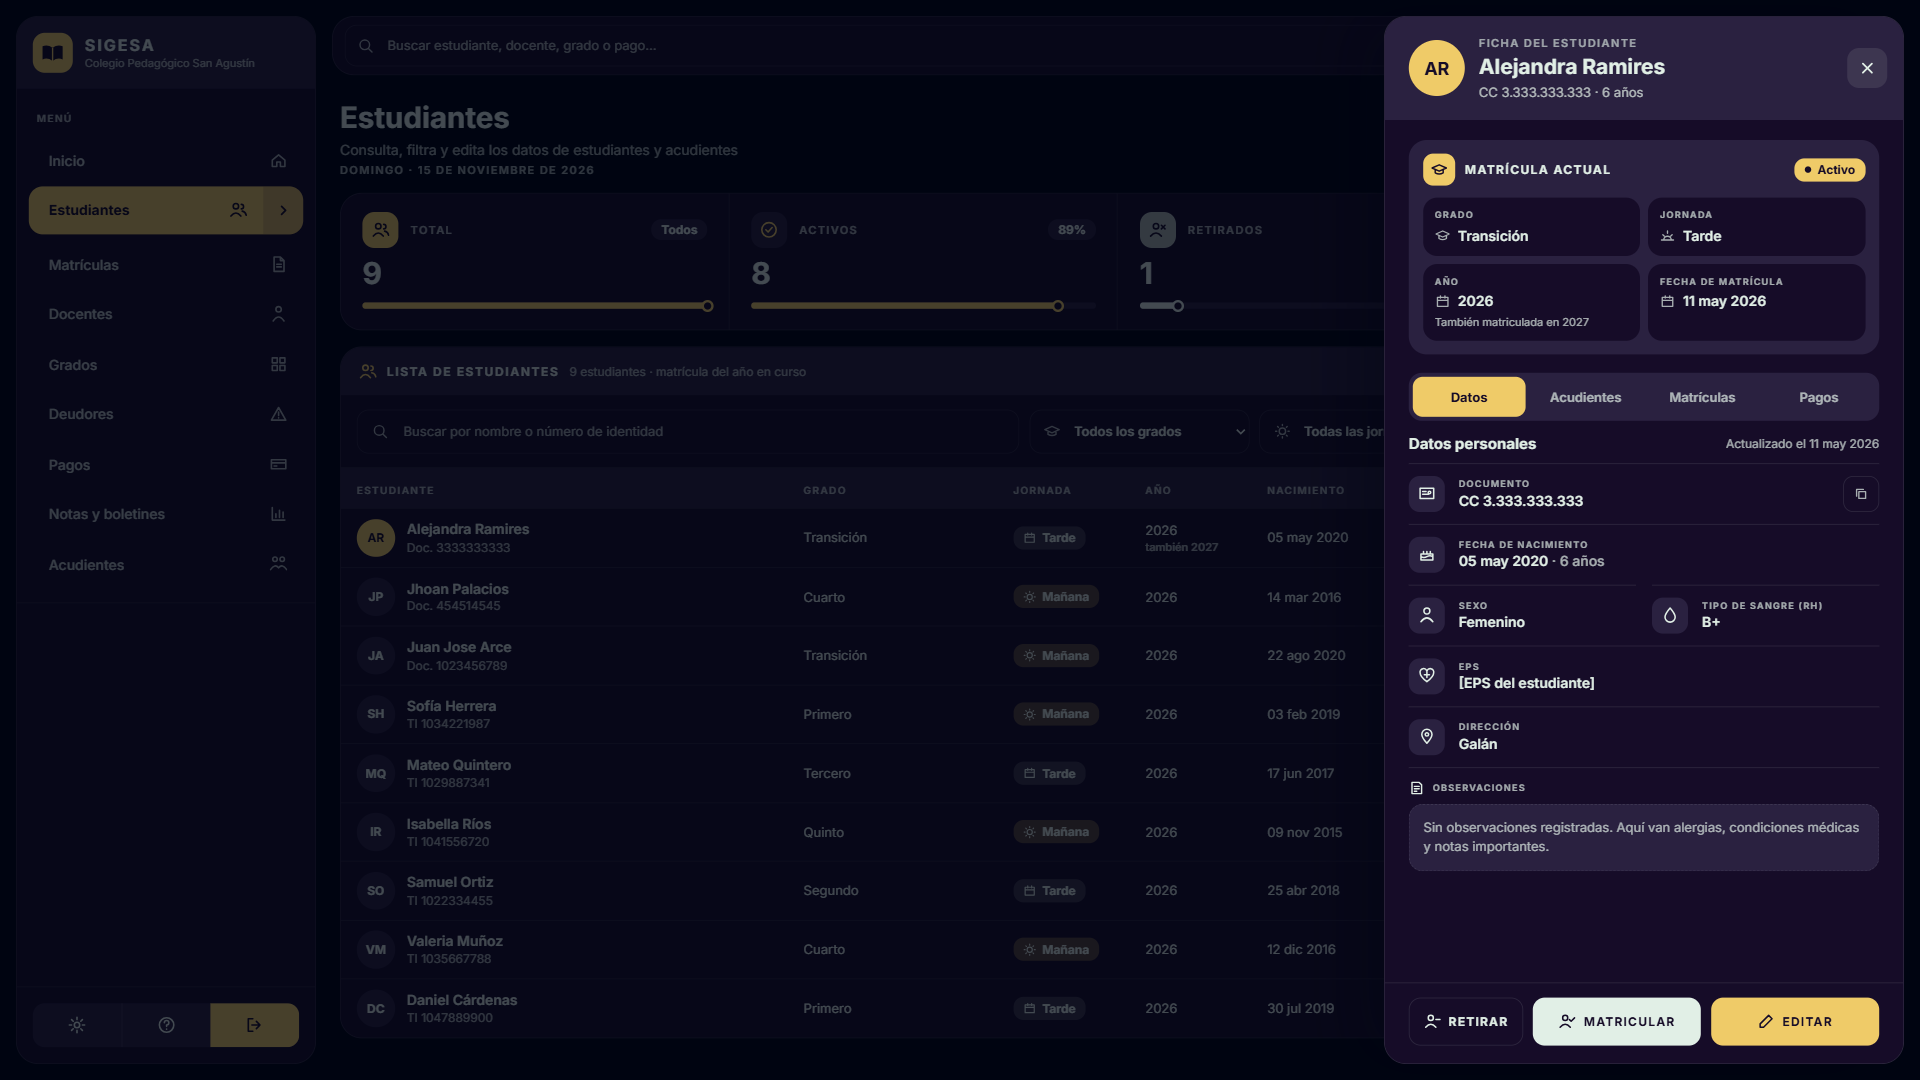 SIGESA
Colegio Pedagógico San Agustín
MENÚ
Inicio
Estudiantes
Matrículas
Docentes
Grados
Deudores
Pagos
Notas y boletines
Acudientes
Buscar estudiante, docente, grado o pago...
Estudiantes
Consulta, filtra y edita los datos de estudiantes y acudientes
DOMINGO · 15 DE NOVIEMBRE DE 2026
TOTAL Todos
9
ACTIVOS 89%
8
RETIRADOS
1
LISTA DE ESTUDIANTES 9 estudiantes · matrícula del año en curso
Buscar por nombre o número de identidad
Todos los grados
Todas las jor
ESTUDIANTE GRADO JORNADA AÑO NACIMIENTO
AR Alejandra Ramires Transición Tarde 2026 05 may 2020
Doc. 3333333333 también 2027
JP Jhoan Palacios Cuarto Mañana 2026 14 mar 2016
Doc. 454514545
JA Juan Jose Arce Transición Mañana 2026 22 ago 2020
Doc. 1023456789
SH Sofía Herrera Primero Mañana 2026 03 feb 2019
TI 1034221987
MQ Mateo Quintero Tercero Tarde 2026 17 jun 2017
TI 1029887341
IR Isabella Ríos Quinto Mañana 2026 09 nov 2015
TI 1041556720
SO Samuel Ortiz Segundo Tarde 2026 25 abr 2018
TI 1022334455
VM Valeria Muñoz Cuarto Mañana 2026 12 dic 2016
TI 1035667788
DC Daniel Cárdenas Primero Tarde 2026 30 jul 2019
TI 1047889900
AR
FICHA DEL ESTUDIANTE
Alejandra Ramires
CC 3.333.333.333 · 6 años
MATRÍCULA ACTUAL Activo
GRADO
Transición
JORNADA
Tarde
AÑO
2026
También matriculada en 2027
FECHA DE MATRÍCULA
11 may 2026
Datos Acudientes Matrículas Pagos
Datos personales Actualizado el 11 may 2026
DOCUMENTO
CC 3.333.333.333
FECHA DE NACIMIENTO
05 may 2020 · 6 años
SEXO
Femenino
TIPO DE SANGRE (RH)
B+
EPS
[EPS del estudiante]
DIRECCIÓN
Galán
OBSERVACIONES
Sin observaciones registradas. Aquí van alergias, condiciones médicas
y notas importantes.
RETIRAR MATRICULAR EDITAR